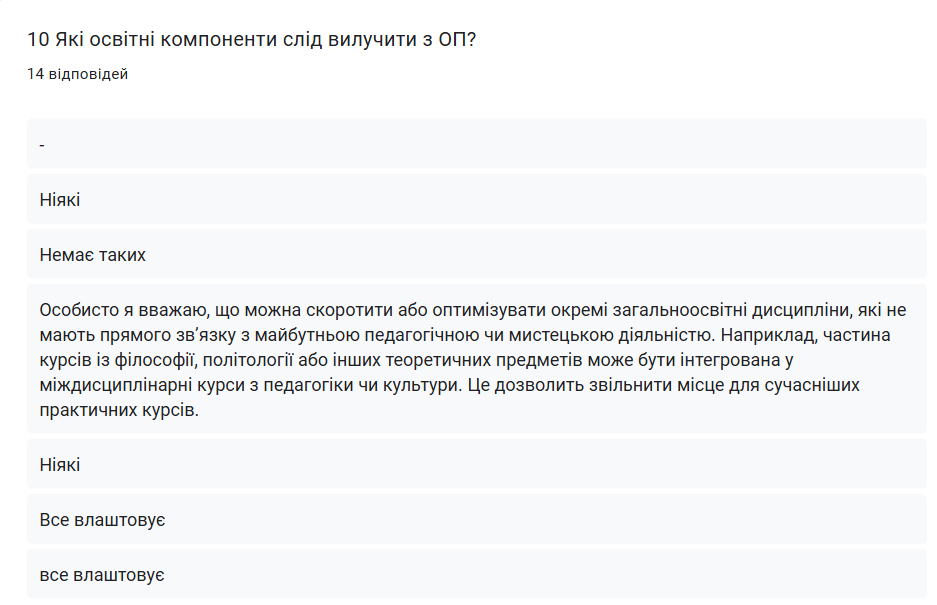 10 Які освітні компоненти слід вилучити з ОП?
14 відповідей
-
Ніякі
Немає таких
Особисто я вважаю, що можна скоротити або оптимізувати окремі загальноосвітні дисципліни, які не
мають прямого зв’язку з майбутньою педагогічною чи мистецькою діяльністю. Наприклад, частина
курсів із філософії, політології або інших теоретичних предметів може бути інтегрована у
міждисциплінарні курси з педагогіки чи культури. Це дозволить звільнити місце для сучасніших
практичних курсів.
Ніякі
Все влаштовує
все влаштовує